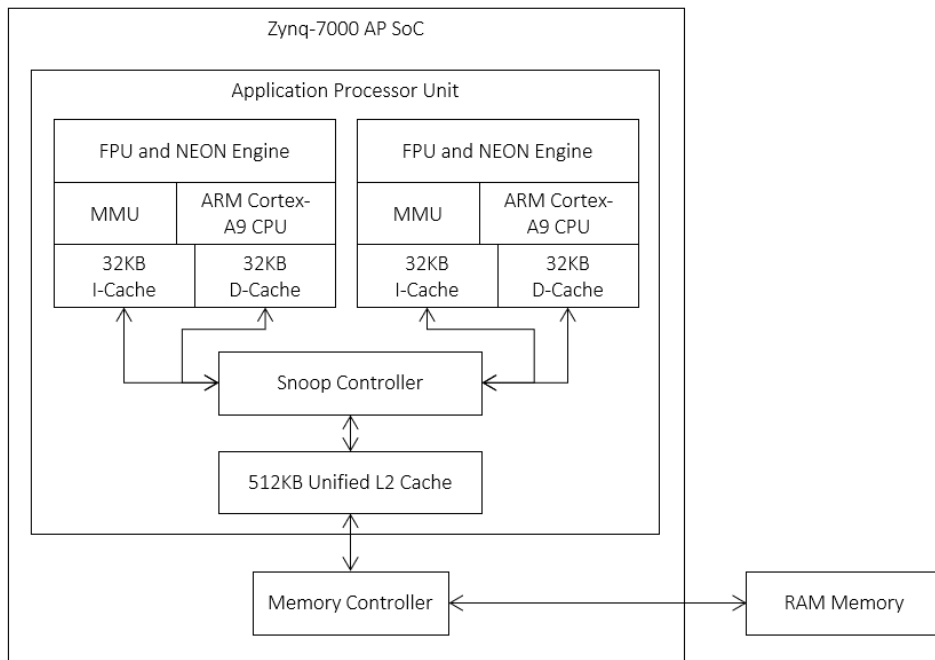 Zynq-7000 AP SoC
Application Processor Unit
FPU and NEON Engine
MMU
ARM Cortex-
A9 CPU
32KB
I-Cache
32KB
D-Cache
FPU and NEON Engine
MMU
ARM Cortex-
A9 CPU
32KB
I-Cache
32KB
D-Cache
Snoop Controller
512KB Unified L2 Cache
Memory Controller
RAM Memory